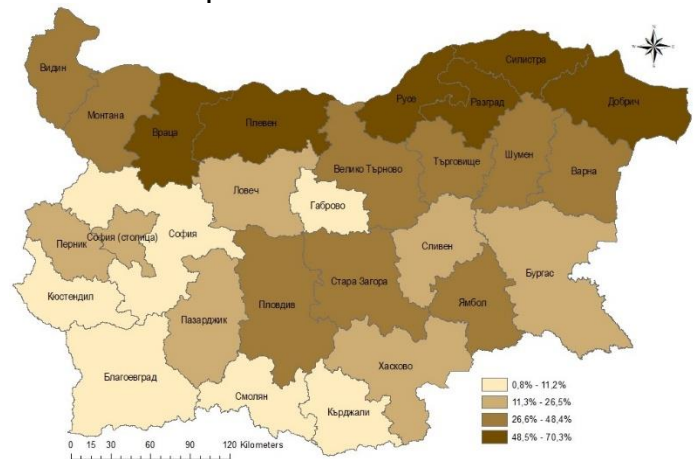 Силистра
Видин
Русе
Разград
Добрич
Монтана
Враца
Плевен
Велико Търново
Търговище
Шумен
Варна
Ловеч
Габрово
София (столица)
София
Перник
Сливен
Бургас
Кюстендил
Пловдив
Стара Загора
Ямбол
Пазарджик
Благоевград
Хасково
Смолян
Кърджали
0,8% - 11,2%
11,3% - 26,5%
26,6% - 48,4%
48,5% - 70,3%
0 15 30 60 90 120 Kilometers